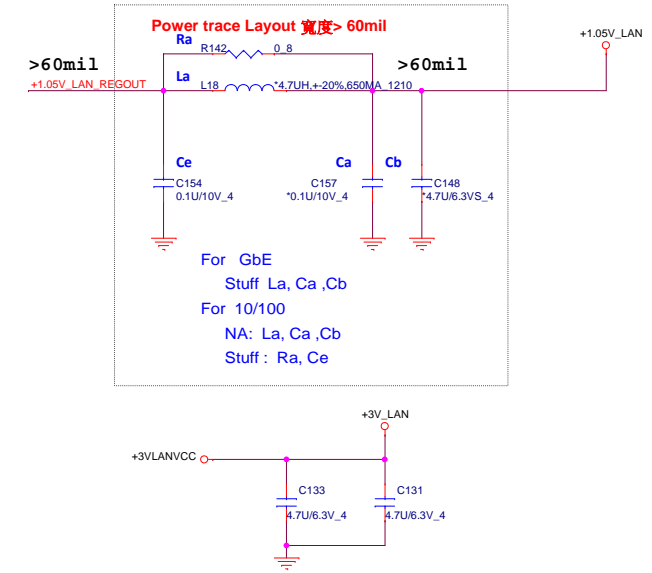 Power trace Layout 寬度> 60mil
+1.05V_LAN
Ra
R142 0_8
>60mil
>60mil
La
+1.05V_LAN_REGOUT
L18 *4.7UH,+-20%,650MA_1210
Ce
Ca
Cb
C154
0.1U/10V_4
C157
*0.1U/10V_4
C148
*4.7U/6.3VS_4
For GbE
Stuff La, Ca ,Cb
For 10/100
NA: La, Ca ,Cb
Stuff : Ra, Ce
+3V_LAN
+3VLANVCC
C133
4.7U/6.3V_4
C131
4.7U/6.3V_4